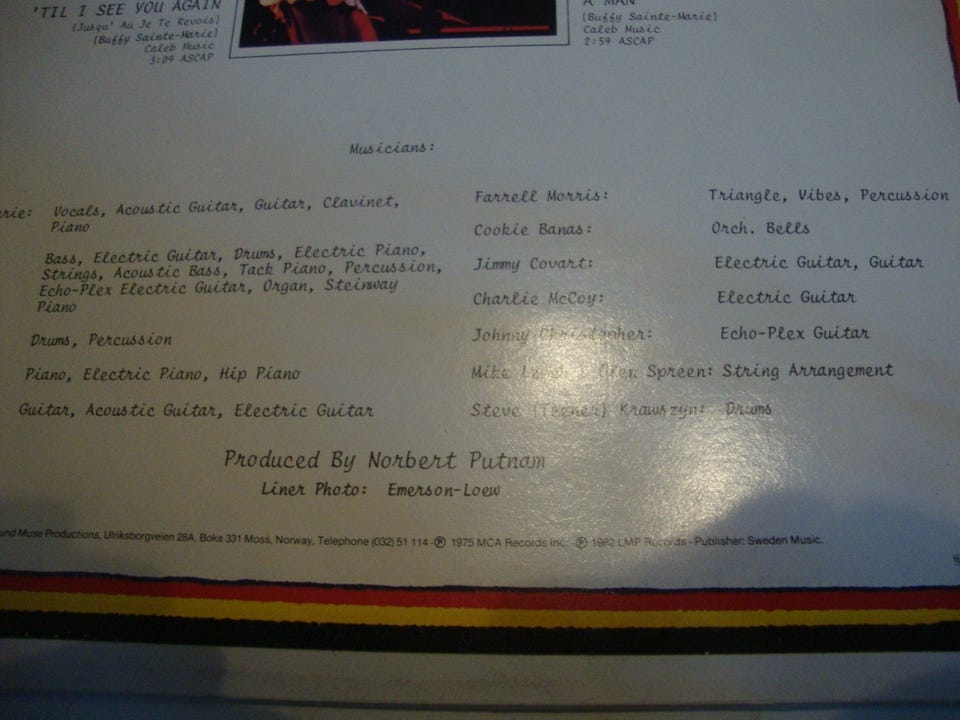 'TIL I SEE YOU AGAIN
(Jusqu' Au Je Te Revois)
(Buffy Sainte-Marie)
Caleb Music
3:09 ASCAP
A MAN
(Buffy Sainte-Marie)
Caleb Music
2:59 ASCAP
Musicians:
rie: Vocals, Acoustic Guitar, Guitar, Clavinet,
Piano
Bass, Electric Guitar, Drums, Electric Piano,
Strings, Acoustic Bass, Tack Piano, Percussion,
Echo-Plex Electric Guitar, Organ, Steinway
Piano
Drums, Percussion
Piano, Electric Piano, Hip Piano
Guitar, Acoustic Guitar, Electric Guitar
Farrell Morris: Triangle, Vibes, Percussion
Cookie Banas: Orch. Bells
Jimmy Covart: Electric Guitar, Guitar
Charlie McCoy: Electric Guitar
Johnny Christopher: Echo-Plex Guitar
Mike & Glen Spreen: String Arrangement
Steve (Teener) Krawszyn: Drums
Produced By Norbert Putnam
Liner Photo: Emerson-Loew
und Muse Productions, Ulriksborgveien 28A, Boks 331 Moss, Norway, Telephone (032) 51 114 - Ⓟ 1975 MCA Records Inc. - Ⓟ 1982 LMP Records - Publisher: Sweden Music.